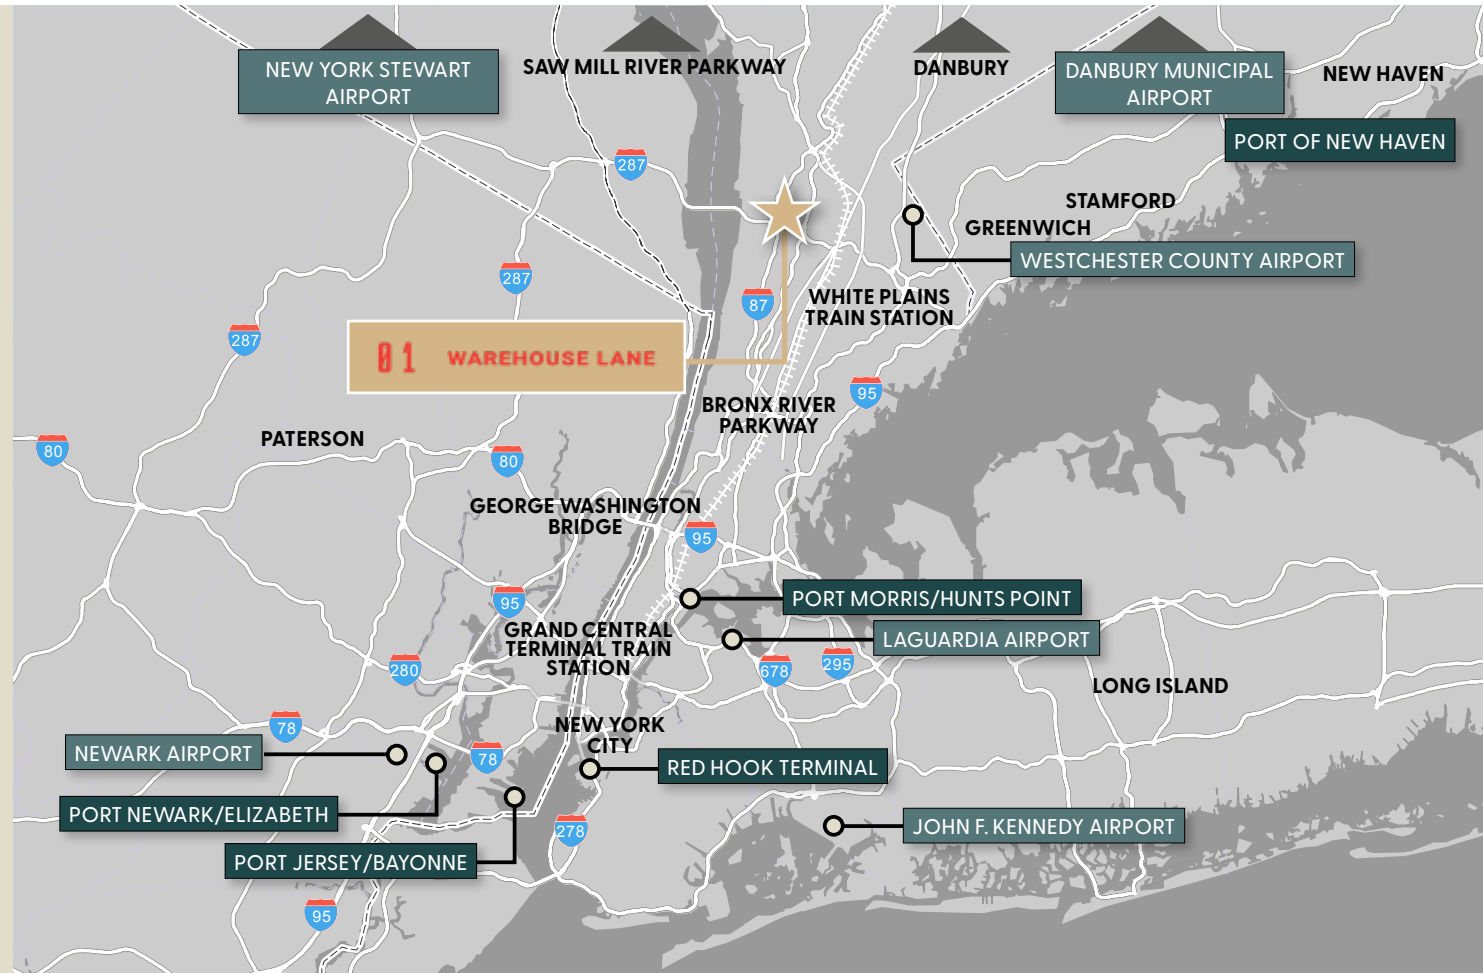 NEW YORK STEWART
AIRPORT
SAW MILL RIVER PARKWAY
DANBURY
DANBURY MUNICIPAL
AIRPORT
NEW HAVEN
PORT OF NEW HAVEN
287
STAMFORD
GREENWICH
WESTCHESTER COUNTY AIRPORT
287
87
WHITE PLAINS
TRAIN STATION
287
01 WAREHOUSE LANE
95
BRONX RIVER
PARKWAY
PATERSON
80
80
GEORGE WASHINGTON
BRIDGE
95
95
PORT MORRIS/HUNTS POINT
GRAND CENTRAL
TERMINAL TRAIN
STATION
LAGUARDIA AIRPORT
280
678
295
LONG ISLAND
78
NEW YORK
CITY
NEWARK AIRPORT
78
RED HOOK TERMINAL
PORT NEWARK/ELIZABETH
278
JOHN F. KENNEDY AIRPORT
PORT JERSEY/BAYONNE
95